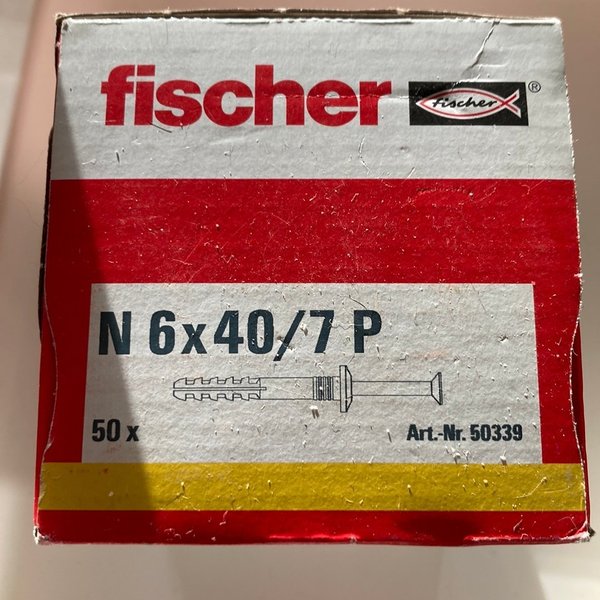 fischer
fischer ®
N 6x40/7 P
50 x
Art.-Nr. 50339